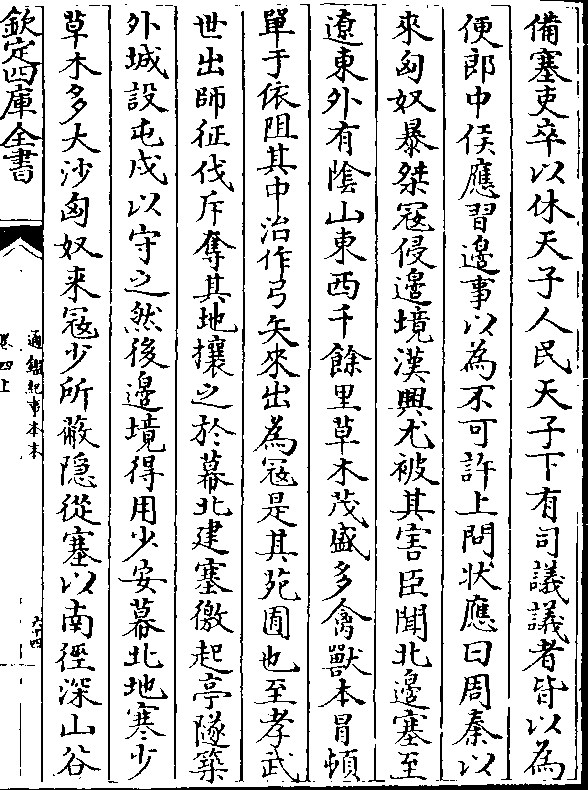 備塞吏卒以休天子人民天子下有司議議者皆以為
便郎中侯應習邊事以為不可許上問状應曰周秦以
來匈奴暴桀冦侵邊境漢興尤被其害臣聞北邊塞至
遼東外有陰山東西千餘里草木茂盛多禽獸本冒頓
單于依阻其中治作弓矢來出為冦是其苑囿也至孝武
世出師征伐斥奪其地攘之於幕北建塞徼起亭隧築
外城設屯戍以守之然後邊境得用少安幕北地塞少
草木多大沙匈奴來冦少所蔽隱從塞以南徑深山谷
欽定四庫全書
通鑑紀事本末
卷四上
六十四